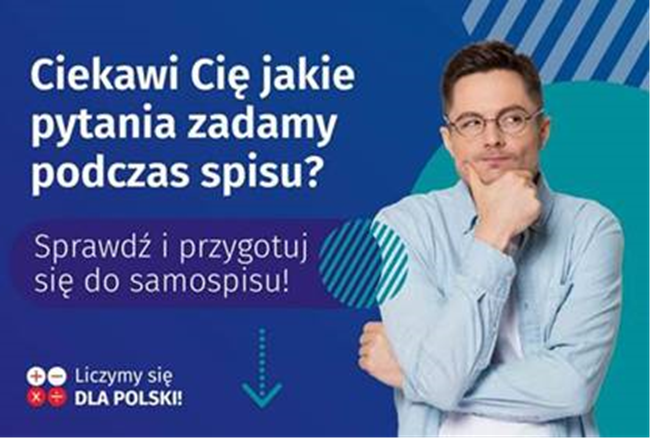 Ciekawi Cię jakie
pytania zadamy
podczas spisu?
Sprawdź i przygotuj
się do samospisu!
Liczymy się
DLA POLSKI!